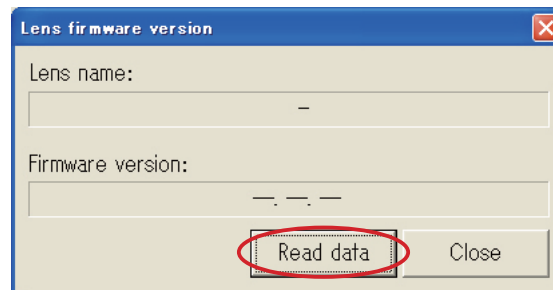 Lens firmware version
Lens name:
–
Firmware version:
—. —. —
Read data
Close